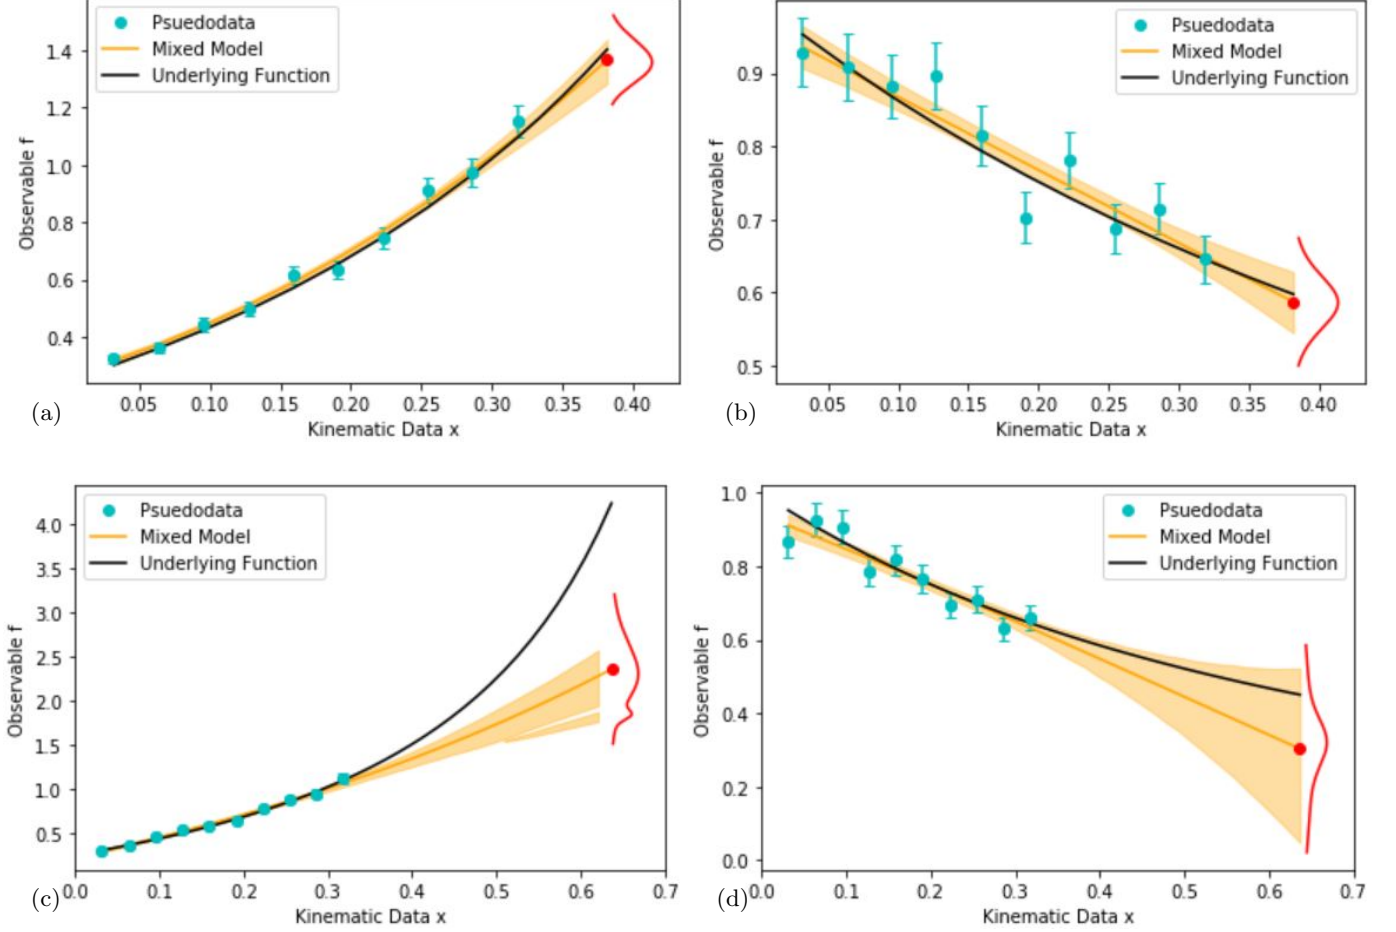 Psuedodata
Mixed Model
Underlying Function
1.4
1.2
1.0
0.8
0.6
0.4
Observable f
0.05 0.10 0.15 0.20 0.25 0.30 0.35 0.40
Kinematic Data x
(a)
Psuedodata
Mixed Model
Underlying Function
0.9
0.8
0.7
0.6
0.5
Observable f
0.05 0.10 0.15 0.20 0.25 0.30 0.35 0.40
Kinematic Data x
(b)
Psuedodata
Mixed Model
Underlying Function
4.0
3.5
3.0
2.5
2.0
1.5
1.0
0.5
Observable f
0.0 0.1 0.2 0.3 0.4 0.5 0.6 0.7
Kinematic Data x
(c)
Psuedodata
Mixed Model
Underlying Function
1.0
0.8
0.6
0.4
0.2
0.0
Observable f
0.0 0.1 0.2 0.3 0.4 0.5 0.6 0.7
Kinematic Data x
(d)